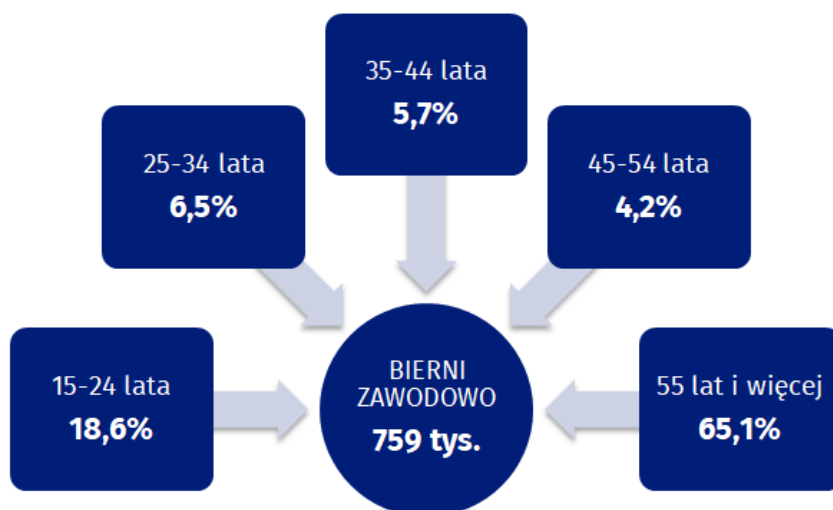 35-44 lata
5,7%
25-34 lata
6,5%
45-54 lata
4,2%
15-24 lata
18,6%
BIERNI
ZAWODOWO
759 tys.
55 lat i więcej
65,1%